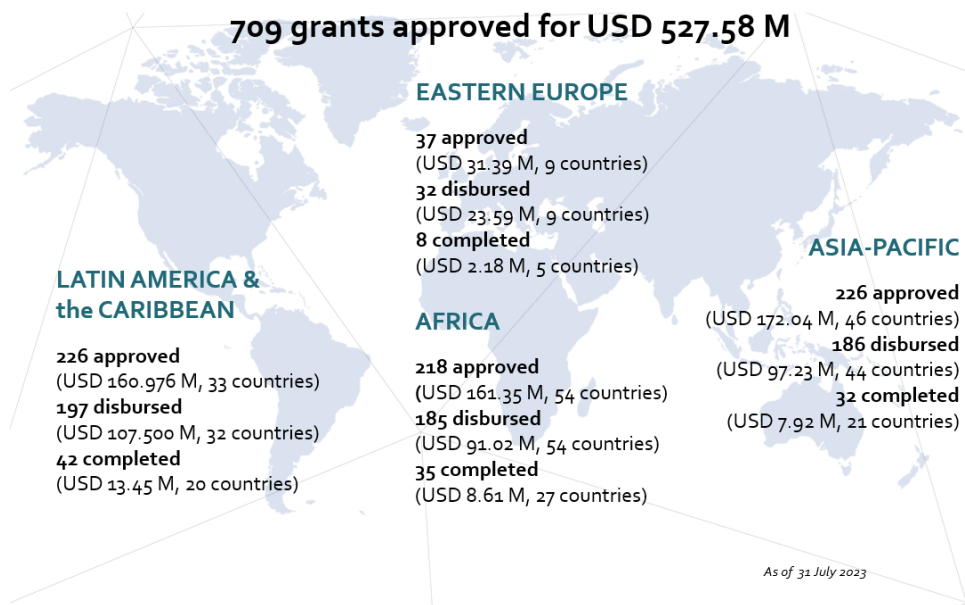 709 grants approved for USD 527.58 M
EASTERN EUROPE
37 approved
(USD 31.39 M, 9 countries)
32 disbursed
(USD 23.59 M, 9 countries)
8 completed
(USD 2.18 M, 5 countries)
LATIN AMERICA &
the CARIBBEAN
226 approved
(USD 160.976 M, 33 countries)
197 disbursed
(USD 107.500 M, 32 countries)
42 completed
(USD 13.45 M, 20 countries)
AFRICA
218 approved
(USD 161.35 M, 54 countries)
185 disbursed
(USD 91.02 M, 54 countries)
35 completed
(USD 8.61 M, 27 countries)
ASIA-PACIFIC
226 approved
(USD 172.04 M, 46 countries)
186 disbursed
(USD 97.23 M, 44 countries)
32 completed
(USD 7.92 M, 21 countries)
As of 31 July 2023